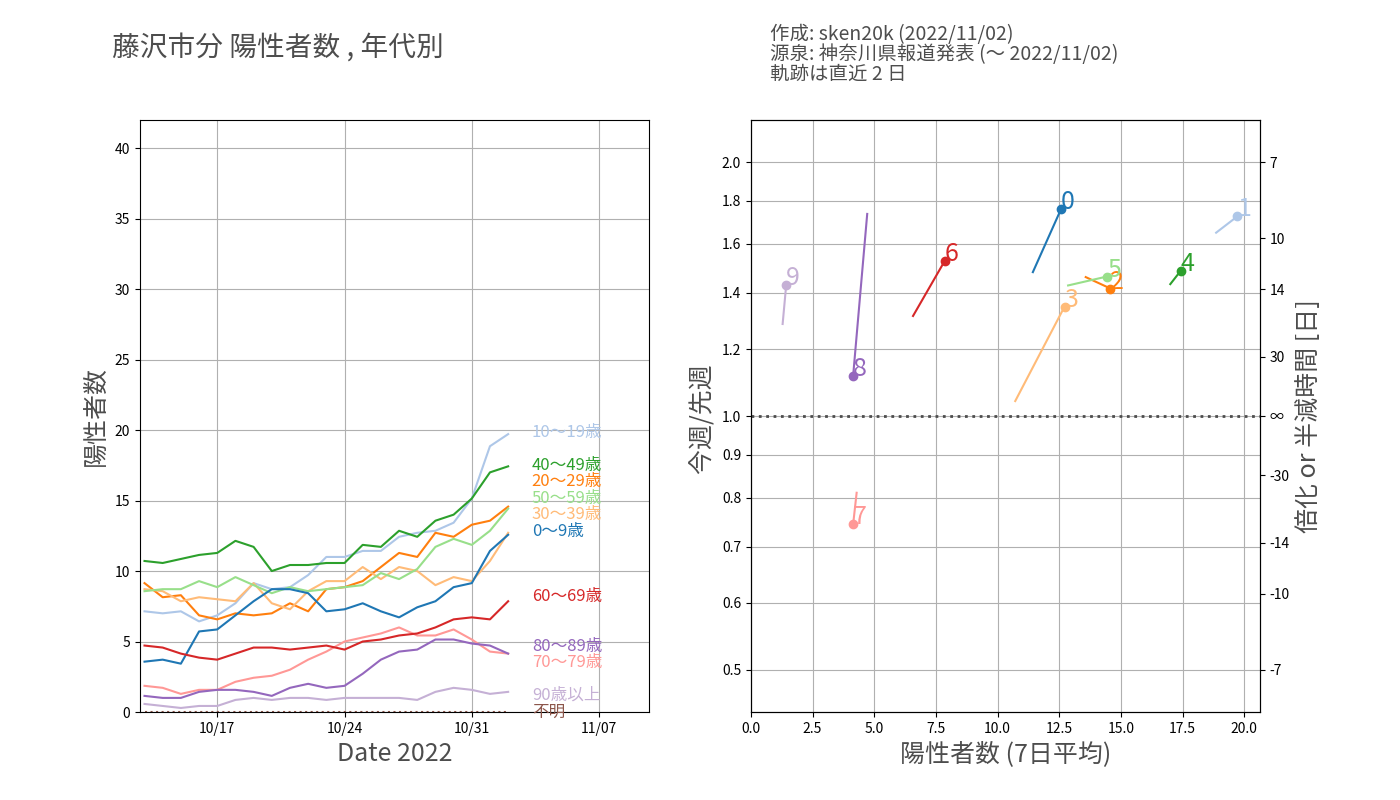 藤沢市分 陽性者数 , 年代別
作成: sken20k (2022/11/02)
源泉: 神奈川県報道発表 (〜 2022/11/02)
軌跡は直近 2 日
陽性者数
40
35
30
25
20
15
10
5
0
10/17
10/24
10/31
11/07
Date 2022
10〜19歳
40〜49歳
20〜29歳
50〜59歳
30〜39歳
0〜9歳
60〜69歳
80〜89歳
70〜79歳
90歳以上
不明
今週/先週
2.0
1.8
1.6
1.4
1.2
1.0
0.9
0.8
0.7
0.6
0.5
0.0
2.5
5.0
7.5
10.0
12.5
15.0
17.5
20.0
陽性者数 (7日平均)
0
1
6
4
5
2
9
3
8
7
7
10
14
30
∞
-30
-14
-10
-7
倍化 or 半減時間 [日]